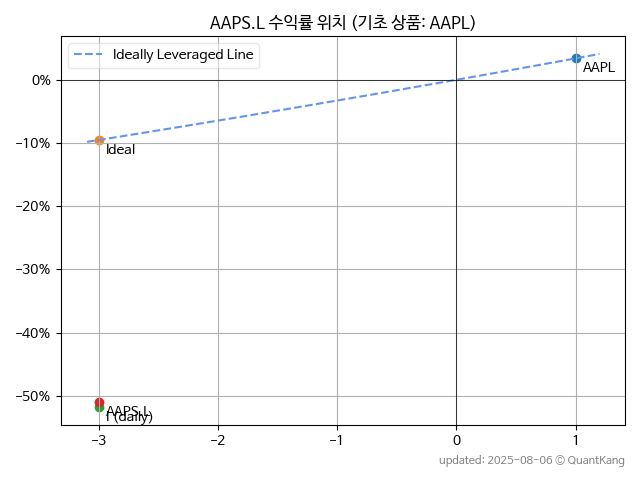 AAPS.L 수익률 위치 (기초 상품: AAPL)
Ideally Leveraged Line
0%
AAPL
-10%
Ideal
-20%
-30%
-40%
-50%
AAPS.L
(daily)
-3
-2
-1
0
1
updated: 2025-08-06 © QuantKang